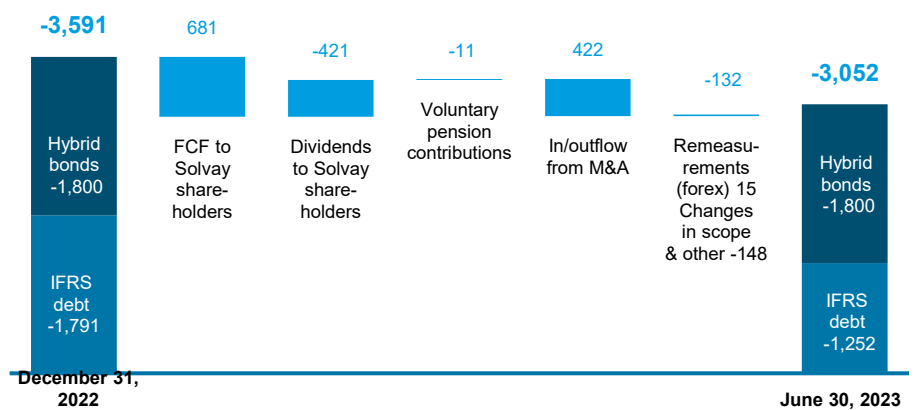 -3,591
681
-421
-11
422
-132
-3,052
Hybrid
bonds
-1,800
IFRS
debt
-1,791
FCF to
Solvay
share-
holders
Dividends
to Solvay
share-
holders
Voluntary
pension
contributions
In/outflow
from M&A
Remeasu-
rements
(forex) 15
Changes
in scope
& other -148
Hybrid
bonds
-1,800
IFRS
debt
-1,252
December 31,
2022
June 30, 2023